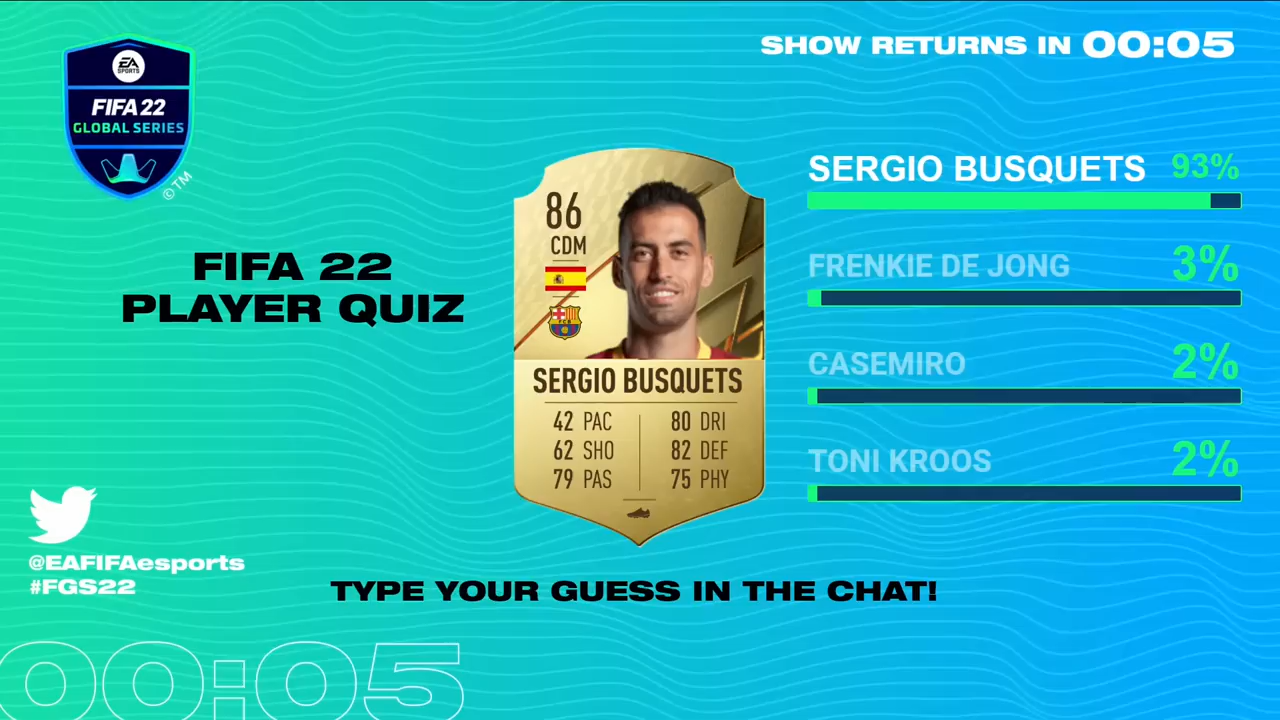 SHOW RETURNS IN 00:05
EA
SPORTS
FIFA 22
GLOBAL SERIES
©™
FIFA 22
PLAYER QUIZ
86
CDM
FCB
SERGIO BUSQUETS
42 PAC 80 DRI
62 SHO 82 DEF
79 PAS 75 PHY
SERGIO BUSQUETS 93%
FRENKIE DE JONG 3%
CASEMIRO 2%
TONI KROOS 2%
@EAFIFAesports
#FGS22
TYPE YOUR GUESS IN THE CHAT!
00:05